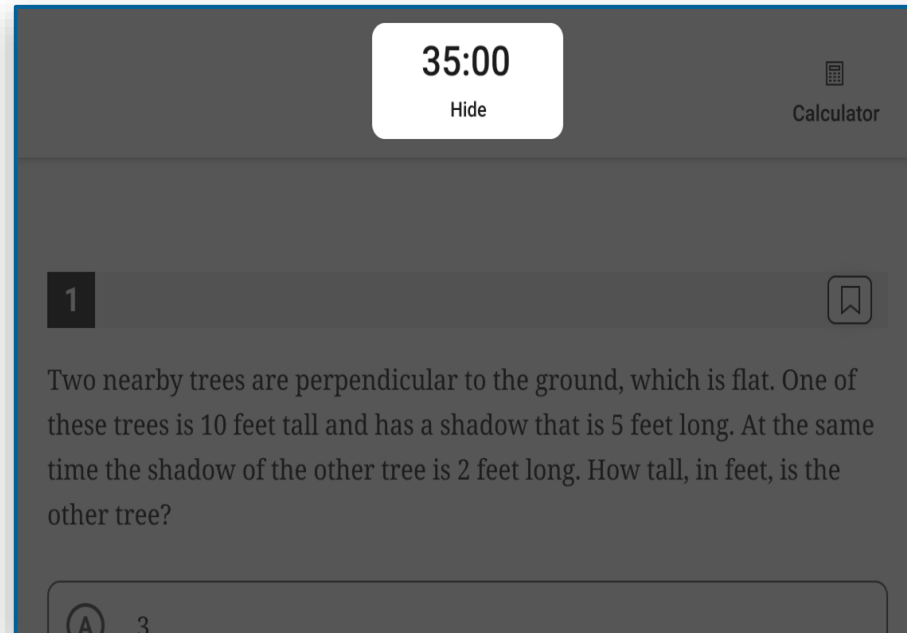 35:00
Hide
Calculator
1
Two nearby trees are perpendicular to the ground, which is flat. One of
these trees is 10 feet tall and has a shadow that is 5 feet long. At the same
time the shadow of the other tree is 2 feet long. How tall, in feet, is the
other tree?
A 3